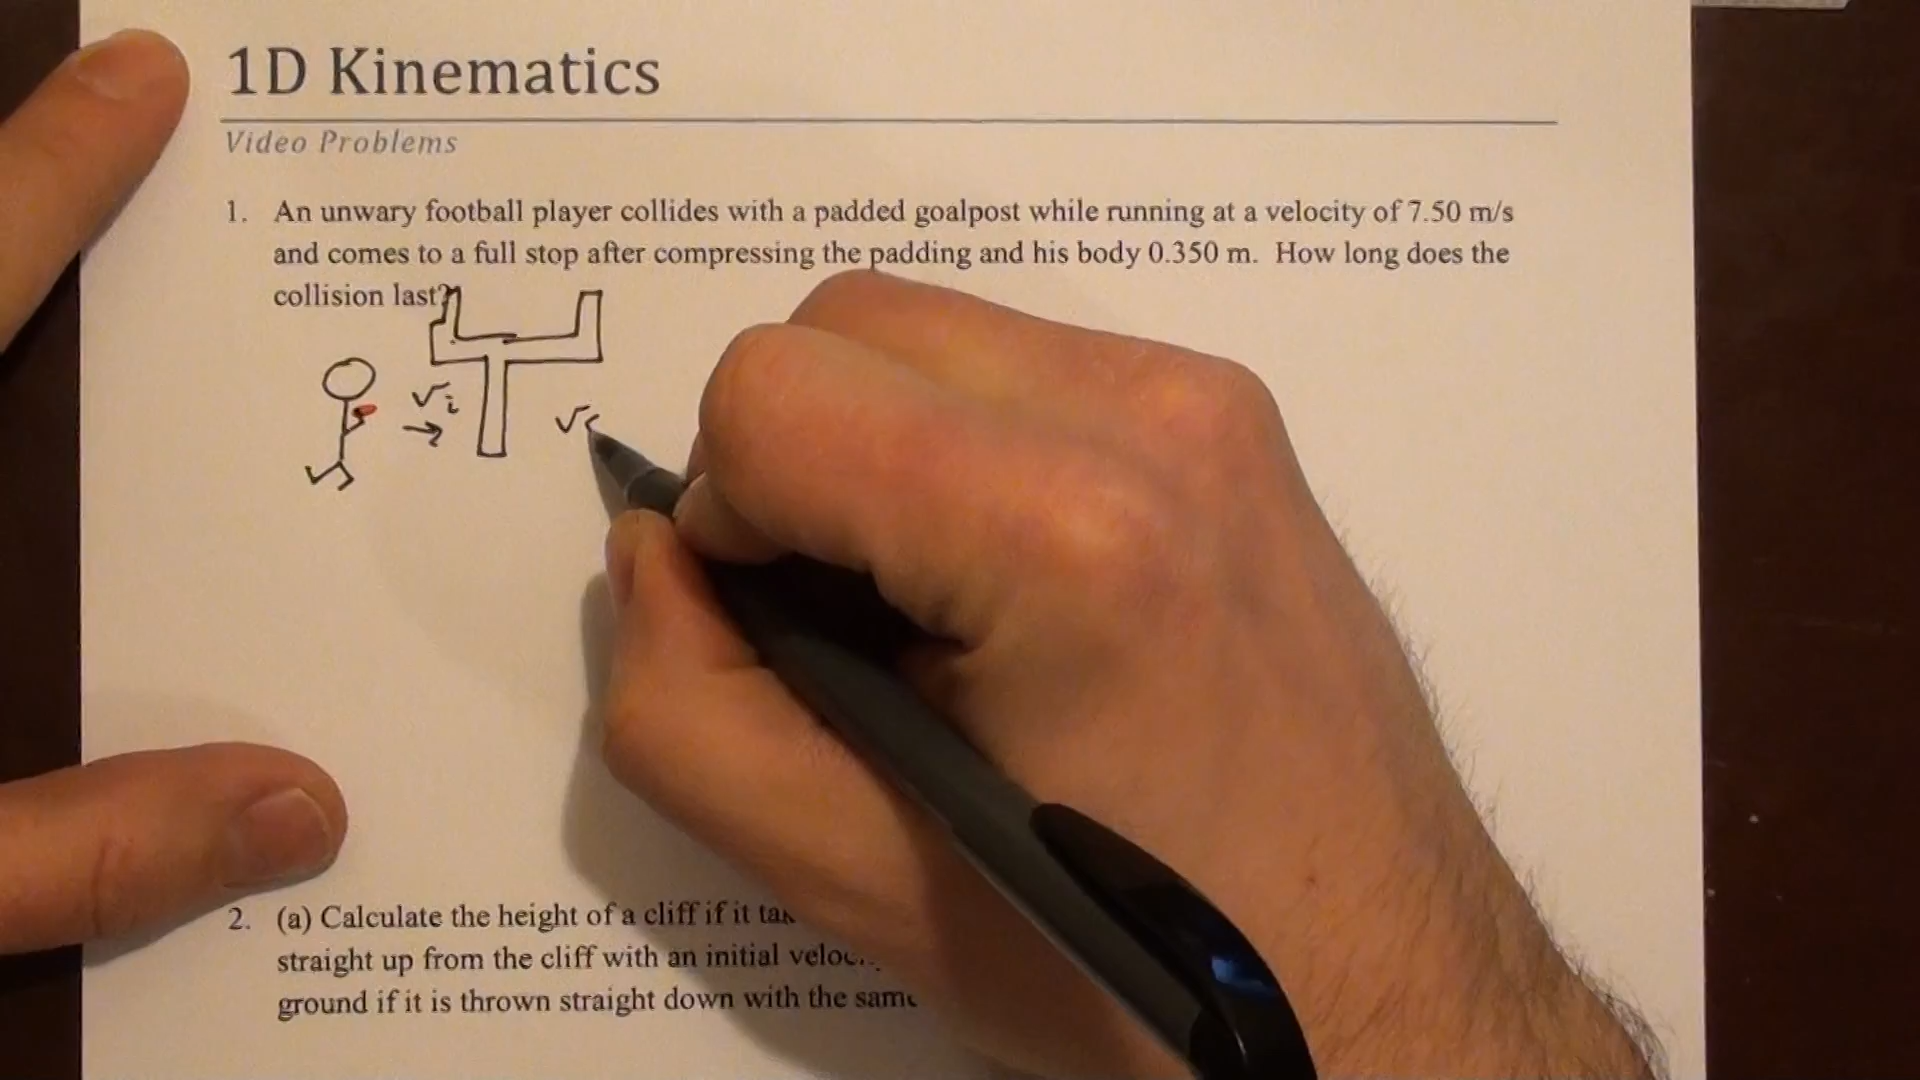 1D Kinematics
Video Problems
1. An unwary football player collides with a padded goalpost while running at a velocity of 7.50 m/s
and comes to a full stop after compressing the padding and his body 0.350 m. How long does the
collision last?
vi
2. (a) Calculate the height of a cliff if it
straight up from the cliff with an initial
ground if it is thrown straight down with the